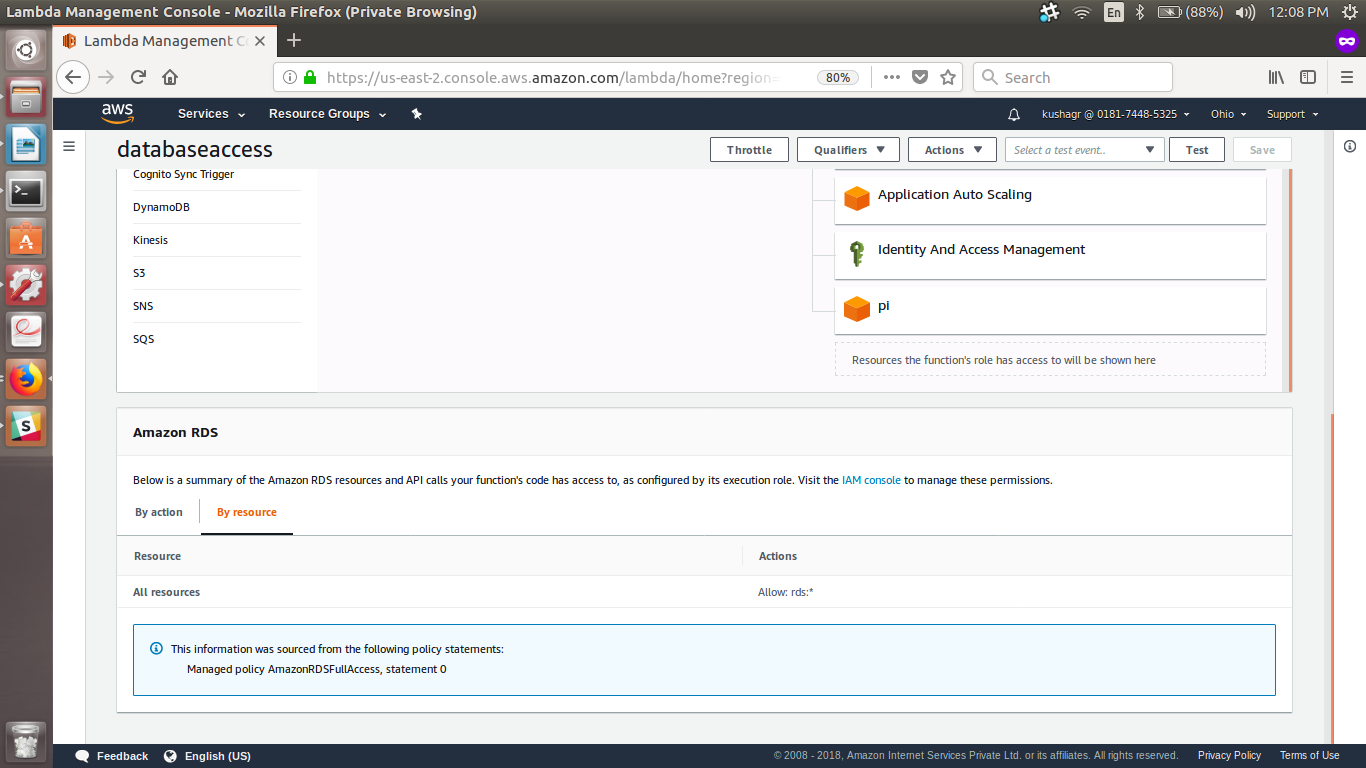 Lambda Management Console - Mozilla Firefox (Private Browsing)
En
(88%)
12:08 PM
Lambda Management C
https://us-east-2.console.aws.amazon.com/lambda/home?region=
80%
Search
aws
Services
Resource Groups
kushagr @ 0181-7448-5325
Ohio
Support
databaseaccess
Throttle
Qualifiers
Actions
Select a test event..
Test
Save
Cognito Sync Trigger
DynamoDB
Kinesis
S3
SNS
SQS
Application Auto Scaling
Identity And Access Management
pi
Resources the function's role has access to will be shown here
Amazon RDS
Below is a summary of the Amazon RDS resources and API calls your function's code has access to, as configured by its execution role. Visit the IAM console to manage these permissions.
By action
By resource
Resource
Actions
All resources
Allow: rds:*
This information was sourced from the following policy statements:
Managed policy AmazonRDSFullAccess, statement 0
Feedback
English (US)
© 2008 - 2018, Amazon Internet Services Private Ltd. or its affiliates. All rights reserved.
Privacy Policy
Terms of Use